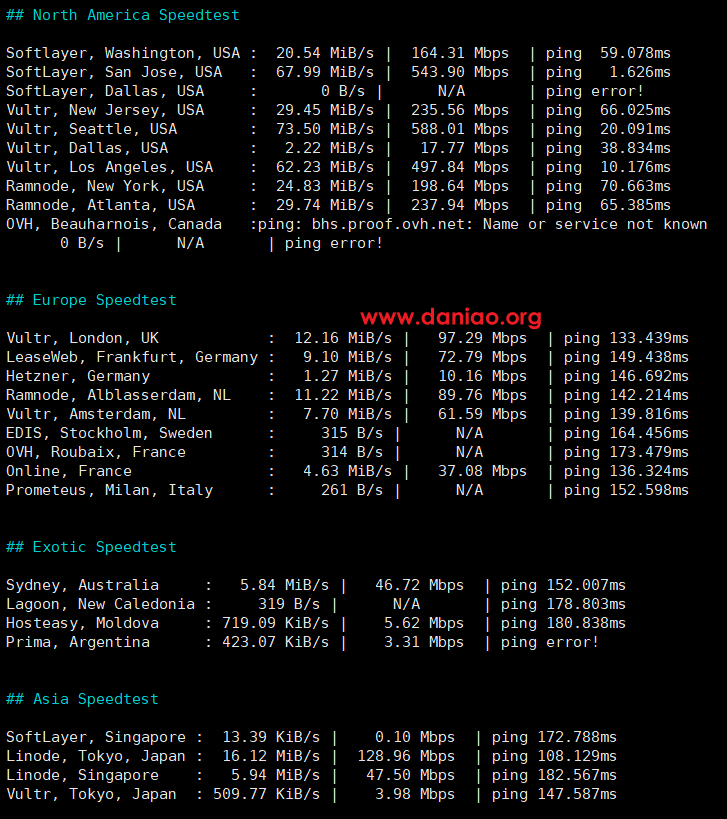 ## North America Speedtest
Softlayer, Washington, USA :  20.54 MiB/s |  164.31 Mbps  | ping  59.078ms
SoftLayer, San Jose, USA   :  67.99 MiB/s |  543.90 Mbps  | ping   1.626ms
SoftLayer, Dallas, USA     :       0 B/s |      N/A       | ping error!
Vultr, New Jersey, USA     :  29.45 MiB/s |  235.56 Mbps  | ping  66.025ms
Vultr, Seattle, USA        :  73.50 MiB/s |  588.01 Mbps  | ping  20.091ms
Vultr, Dallas, USA         :   2.22 MiB/s |   17.77 Mbps  | ping  38.834ms
Vultr, Los Angeles, USA    :  62.23 MiB/s |  497.84 Mbps  | ping  10.176ms
Ramnode, New York, USA     :  24.83 MiB/s |  198.64 Mbps  | ping  70.663ms
Ramnode, Atlanta, USA      :  29.74 MiB/s |  237.94 Mbps  | ping  65.385ms
OVH, Beauharnois, Canada   :ping: bhs.proof.ovh.net: Name or service not known
      0 B/s |      N/A       | ping error!
## Europe Speedtest
www.daniao.org
Vultr, London, UK            :  12.16 MiB/s |   97.29 Mbps  | ping 133.439ms
LeaseWeb, Frankfurt, Germany :   9.10 MiB/s |   72.79 Mbps  | ping 149.438ms
Hetzner, Germany             :   1.27 MiB/s |   10.16 Mbps  | ping 146.692ms
Ramnode, Alblasserdam, NL    :  11.22 MiB/s |   89.76 Mbps  | ping 142.214ms
Vultr, Amsterdam, NL         :   7.70 MiB/s |   61.59 Mbps  | ping 139.816ms
EDIS, Stockholm, Sweden      :     315 B/s |      N/A       | ping 164.456ms
OVH, Roubaix, France         :     314 B/s |      N/A       | ping 173.479ms
Online, France               :   4.63 MiB/s |   37.08 Mbps  | ping 136.324ms
Prometeus, Milan, Italy      :     261 B/s |      N/A       | ping 152.598ms
## Exotic Speedtest
Sydney, Australia     :   5.84 MiB/s |   46.72 Mbps  | ping 152.007ms
Lagoon, New Caledonia :     319 B/s |      N/A       | ping 178.803ms
Hosteasy, Moldova     : 719.09 KiB/s |    5.62 Mbps  | ping 180.838ms
Prima, Argentina      : 423.07 KiB/s |    3.31 Mbps  | ping error!
## Asia Speedtest
SoftLayer, Singapore :  13.39 KiB/s |    0.10 Mbps  | ping 172.788ms
Linode, Tokyo, Japan :  16.12 MiB/s |  128.96 Mbps  | ping 108.129ms
Linode, Singapore    :   5.94 MiB/s |   47.50 Mbps  | ping 182.567ms
Vultr, Tokyo, Japan  : 509.77 KiB/s |    3.98 Mbps  | ping 147.587ms